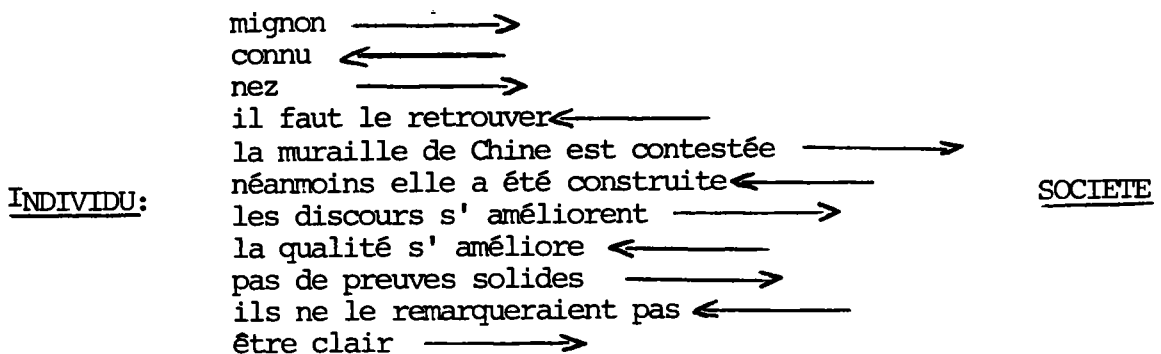 mignon
connu
nez
il faut le retrouver
la muraille de Chine est contestée
néanmoins elle a été construite
INDIVIDU:
SOCIETE
les discours s' améliorent
la qualité s' améliore
pas de preuves solides
ils ne le remarqueraient pas
être clair